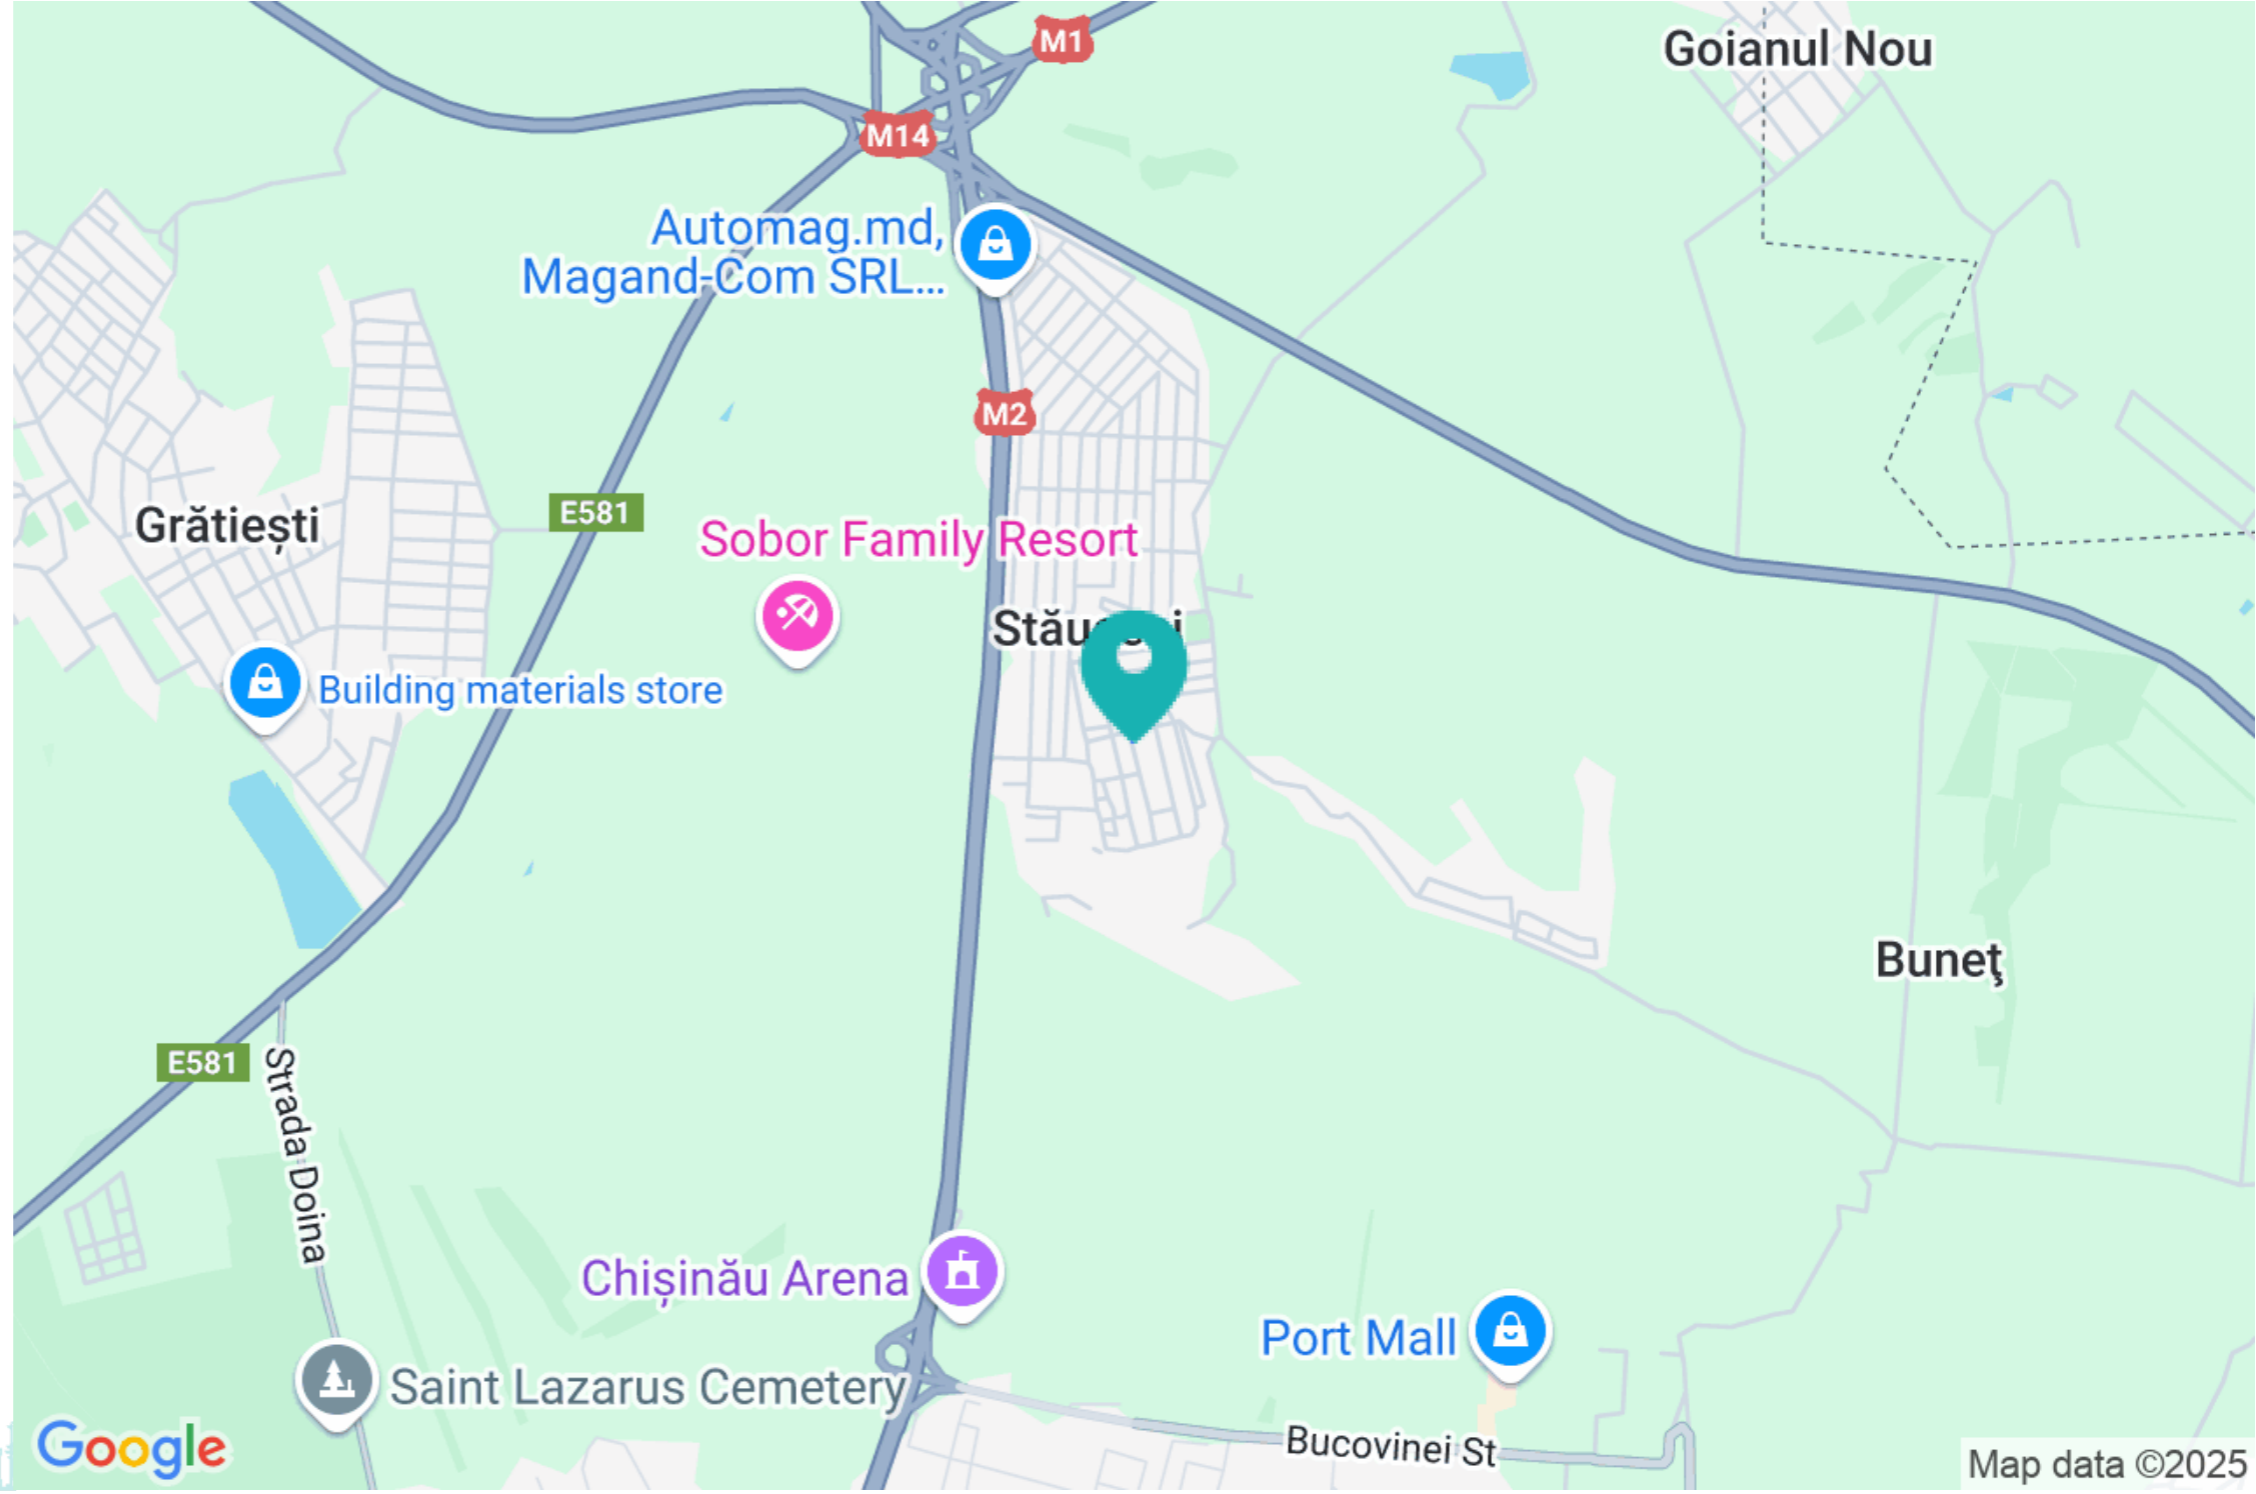 M1
Goianul Nou
M14
Automag.md,
Magand-Com SRL...
M2
Grătiești
E581
Sobor Family Resort
Building materials store
Buneţ
E581
Strada Doina
Chișinău Arena
Port Mall
Saint Lazarus Cemetery
Bucovinei St
Google
Map data ©2025